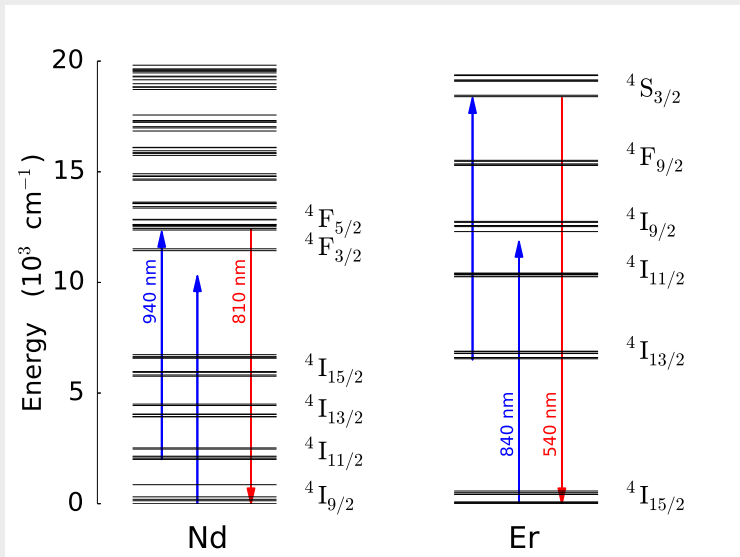 Energy (10³ cm⁻¹)
20
15
10
5
0
940 nm
810 nm
⁴F₅/₂
⁴F₃/₂
⁴I₁₅/₂
⁴I₁₃/₂
⁴I₁₁/₂
⁴I₉/₂
Nd
840 nm
540 nm
⁴S₃/₂
⁴F₉/₂
⁴I₉/₂
⁴I₁₁/₂
⁴I₁₃/₂
⁴I₁₅/₂
Er